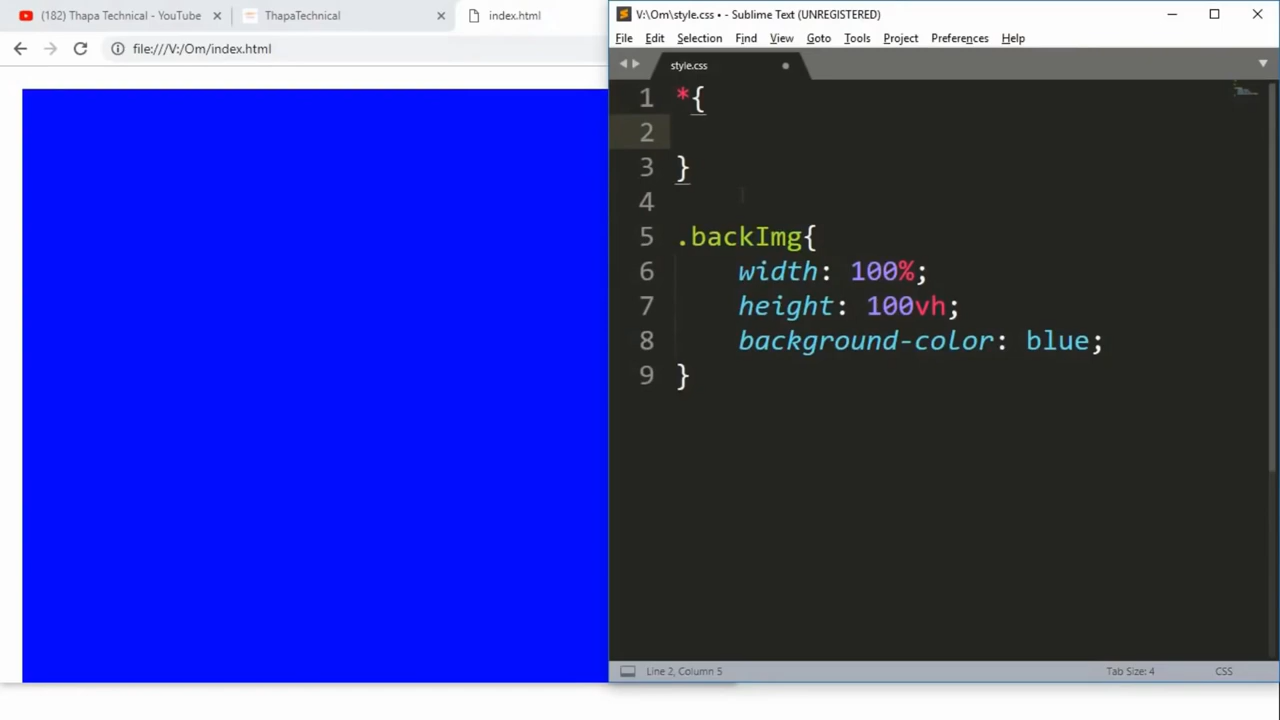 (182) Thapa Technical - YouTube
ThapaTechnical
index.html
file:///V:/Om/index.html
V:\Om\style.css • - Sublime Text (UNREGISTERED)
File Edit Selection Find View Goto Tools Project Preferences Help
style.css
1 *{
2
3 }
4
5 .backImg{
6 width: 100%;
7 height: 100vh;
8 background-color: blue;
9 }
Line 2, Column 5
Tab Size: 4
CSS